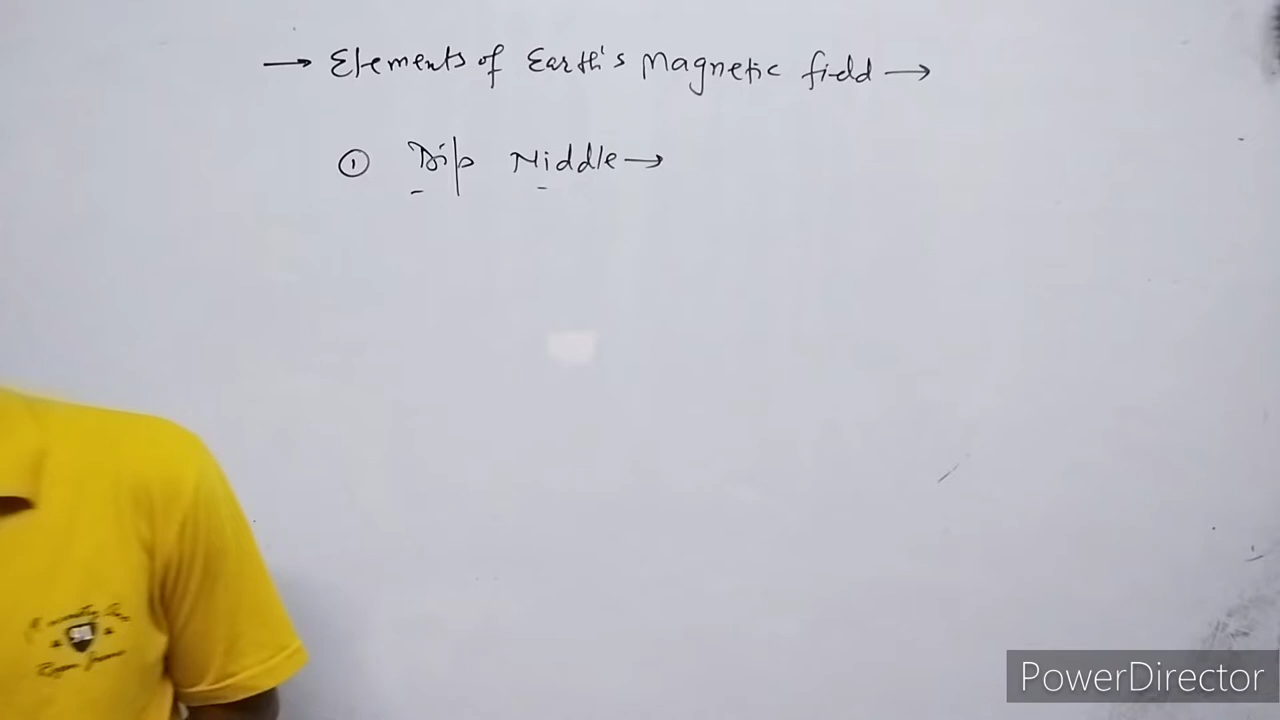 → Elements of Earth's Magnetic field →
① Dip Niddle →
PowerDirector